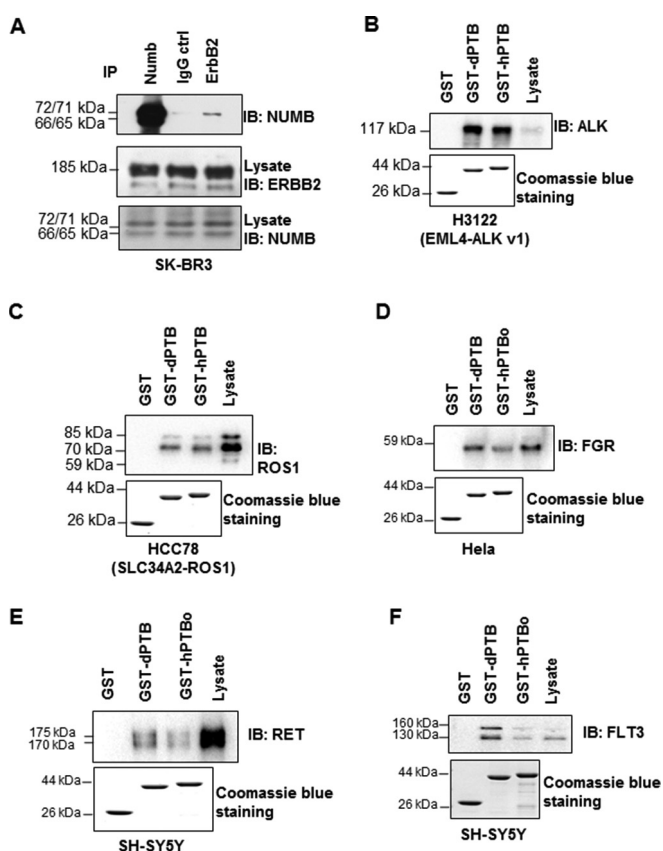 A
IP
Numb
IgG ctrl
ErbB2
72/71 kDa
66/65 kDa
IB: NUMB
185 kDa
Lysate
IB: ERBB2
72/71 kDa
66/65 kDa
Lysate
IB: NUMB
SK-BR3
B
GST
GST-dPTB
GST-hPTB
Lysate
117 kDa
IB: ALK
44 kDa
26 kDa
Coomassie blue
staining
H3122
(EML4-ALK v1)
C
GST
GST-dPTB
GST-hPTB
Lysate
85 kDa
70 kDa
59 kDa
IB:
ROS1
44 kDa
26 kDa
Coomassie blue
staining
HCC78
(SLC34A2-ROS1)
D
GST
GST-dPTB
GST-hPTBo
Lysate
59 kDa
IB: FGR
44 kDa
26 kDa
Coomassie blue
staining
Hela
E
GST
GST-dPTB
GST-hPTBo
Lysate
175 kDa
170 kDa
IB: RET
44 kDa
26 kDa
Coomassie blue
staining
SH-SY5Y
F
GST
GST-dPTB
GST-hPTBo
Lysate
160 kDa
130 kDa
IB: FLT3
44 kDa
26 kDa
Coomassie blue
staining
SH-SY5Y